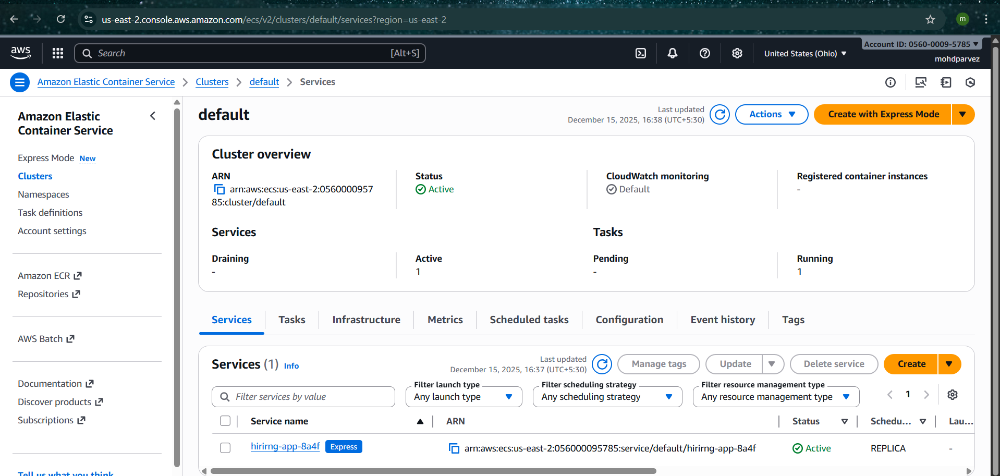 us-east-2.console.aws.amazon.com/ecs/v2/clusters/default/services?region=us-east-2
m
aws
Search
[Alt+S]
United States (Ohio)
Account ID: 0560-0009-5785
mohdparvez
Amazon Elastic Container Service
Clusters
default
Services
Amazon Elastic
Container Service
Express Mode New
Clusters
Namespaces
Task definitions
Account settings
Amazon ECR
Repositories
AWS Batch
Documentation
Discover products
Subscriptions
Tell us what you think
default
Last updated
December 15, 2025, 16:38 (UTC+5:30)
Actions
Create with Express Mode
Cluster overview
ARN
arn:aws:ecs:us-east-2:0560000957
85:cluster/default
Status
Active
CloudWatch monitoring
Default
Registered container instances
-
Services
Tasks
Draining
-
Active
1
Pending
-
Running
1
Services
Tasks
Infrastructure
Metrics
Scheduled tasks
Configuration
Event history
Tags
Services (1) Info
Last updated
December 15, 2025, 16:37 (UTC+5:30)
Manage tags
Update
Delete service
Create
Filter services by value
Filter launch type
Any launch type
Filter scheduling strategy
Any scheduling strategy
Filter resource management type
Any resource management type
1
Service name
ARN
Status
Schedu...
Lau...
hirirng-app-8a4f Express
arn:aws:ecs:us-east-2:056000095785:service/default/hirirng-app-8a4f
Active
REPLICA
-